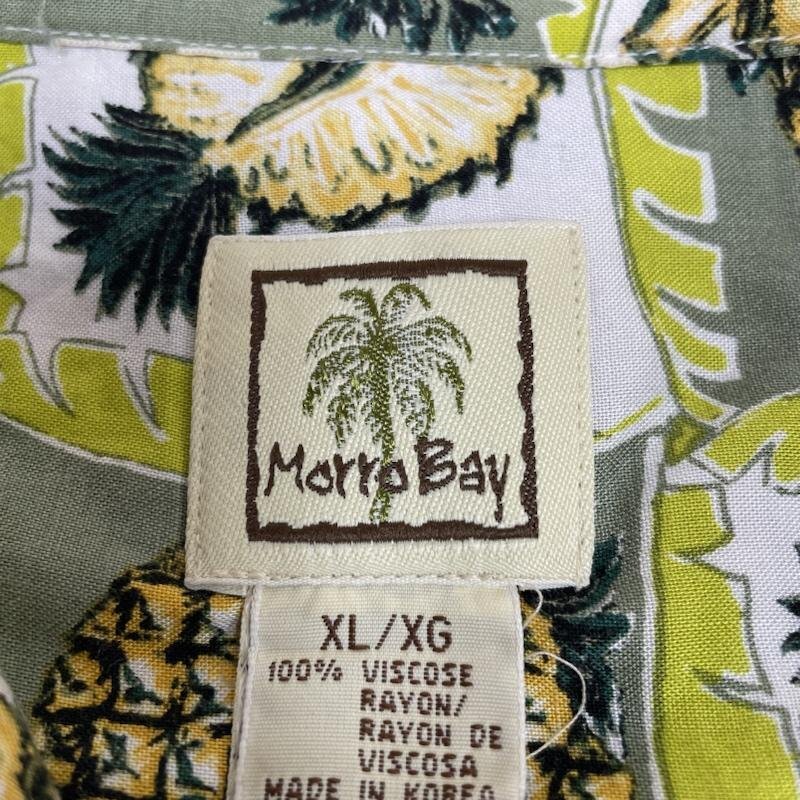 Morro Bay
XL/XG
100% VISCOSE
RAYON/
RAYON DE
VISCOSA
MADE IN KOREA